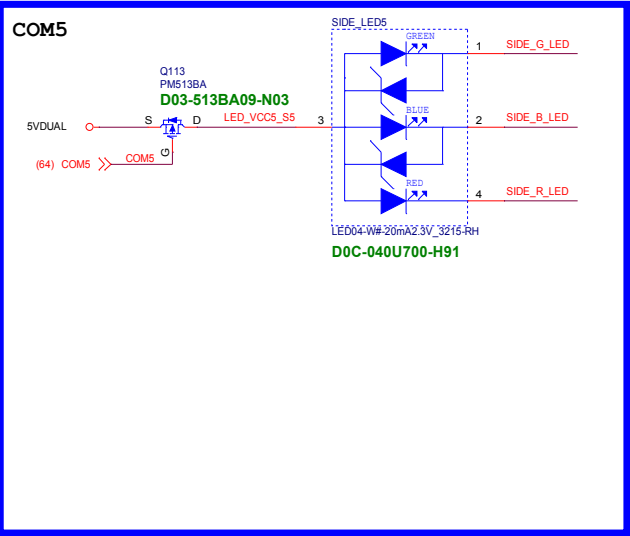 COM5
SIDE_LED5
GREEN
1
SIDE_G_LED
Q113
PM513BA
D03-513BA09-N03
5VDUAL
S
D
LED_VCC5_S5
3
BLUE
2
SIDE_B_LED
G
(64) COM5
COM5
RED
4
SIDE_R_LED
LED04-W#-20mA2.3V_3215-RH
D0C-040U700-H91